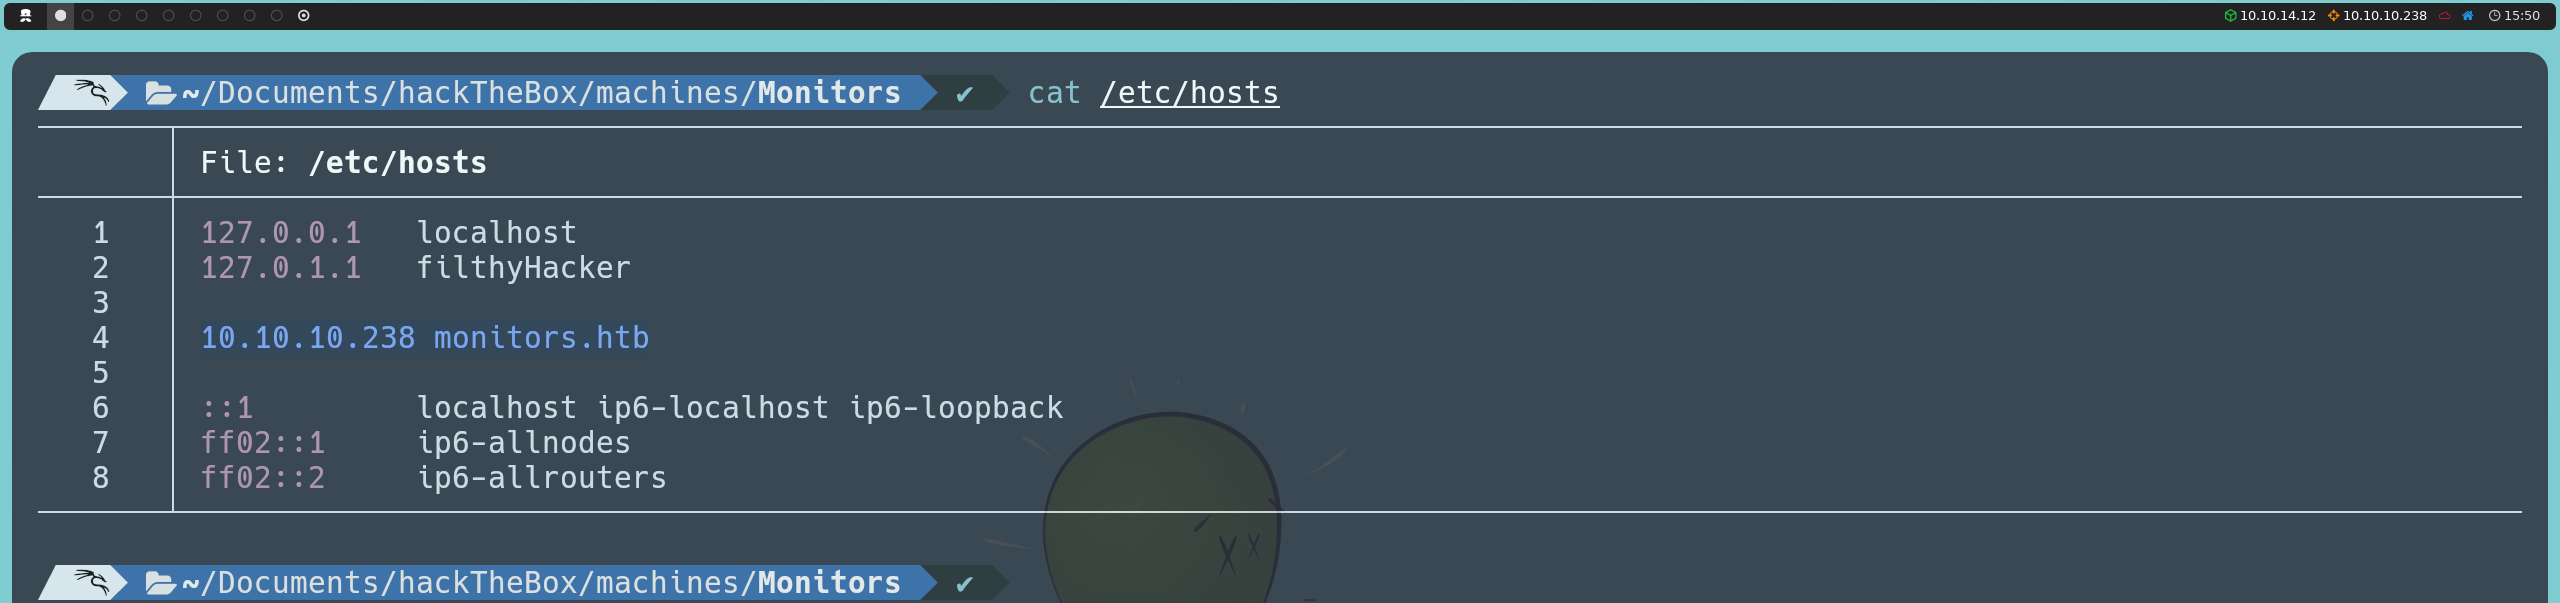 10.10.14.12 10.10.10.238 15:50
~/Documents/hackTheBox/machines/Monitors ✔ cat /etc/hosts
File: /etc/hosts
1 127.0.0.1 localhost
2 127.0.1.1 filthyHacker
3
4 10.10.10.238 monitors.htb
5
6 ::1 localhost ip6-localhost ip6-loopback
7 ff02::1 ip6-allnodes
8 ff02::2 ip6-allrouters
~/Documents/hackTheBox/machines/Monitors ✔